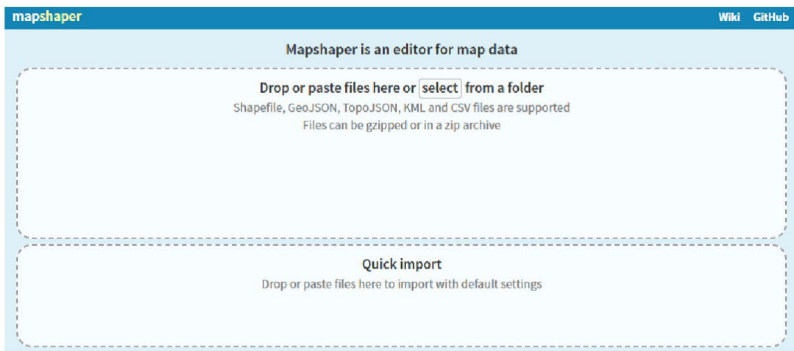 mapshaper
Wiki GitHub
Mapshaper is an editor for map data
Drop or paste files here or select from a folder
Shapefile, GeoJSON, TopoJSON, KML and CSV files are supported
Files can be gzipped or in a zip archive
Quick import
Drop or paste files here to import with default settings